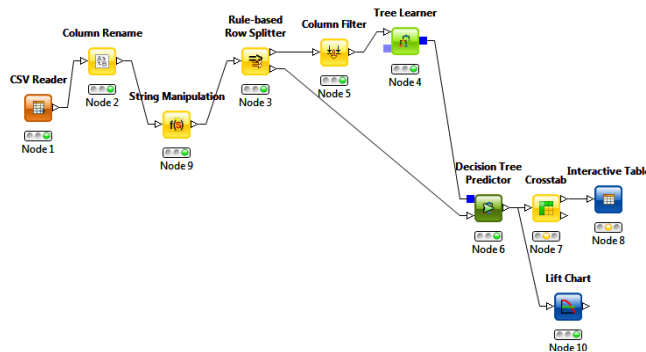 Rule-based
Row Splitter
Column Filter
Tree Learner
Column Rename
CSV Reader
String Manipulation
Node 4
Node 5
Node 2
Node 3
f(S)
Node 1
Node 9
Decision Tree
Predictor
Crosstab
Interactive Table
Node 6
Node 7
Node 8
Lift Chart
Node 10